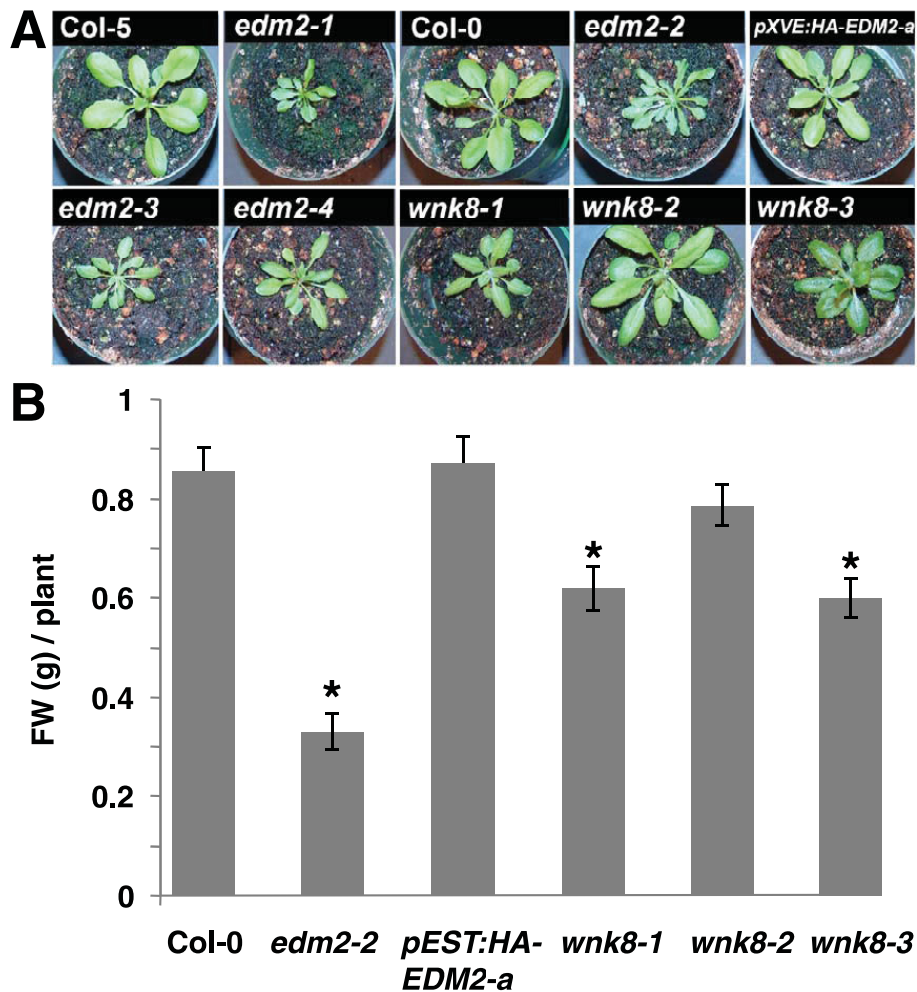 A
Col-5 edm2-1 Col-0 edm2-2 pXVE:HA-EDM2-a
edm2-3 edm2-4 wnk8-1 wnk8-2 wnk8-3
B
FW (g) / plant
1
0.8
0.6
0.4
0.2
0
*
*
*
Col-0 edm2-2 pEST:HA- wnk8-1 wnk8-2 wnk8-3
EDM2-a